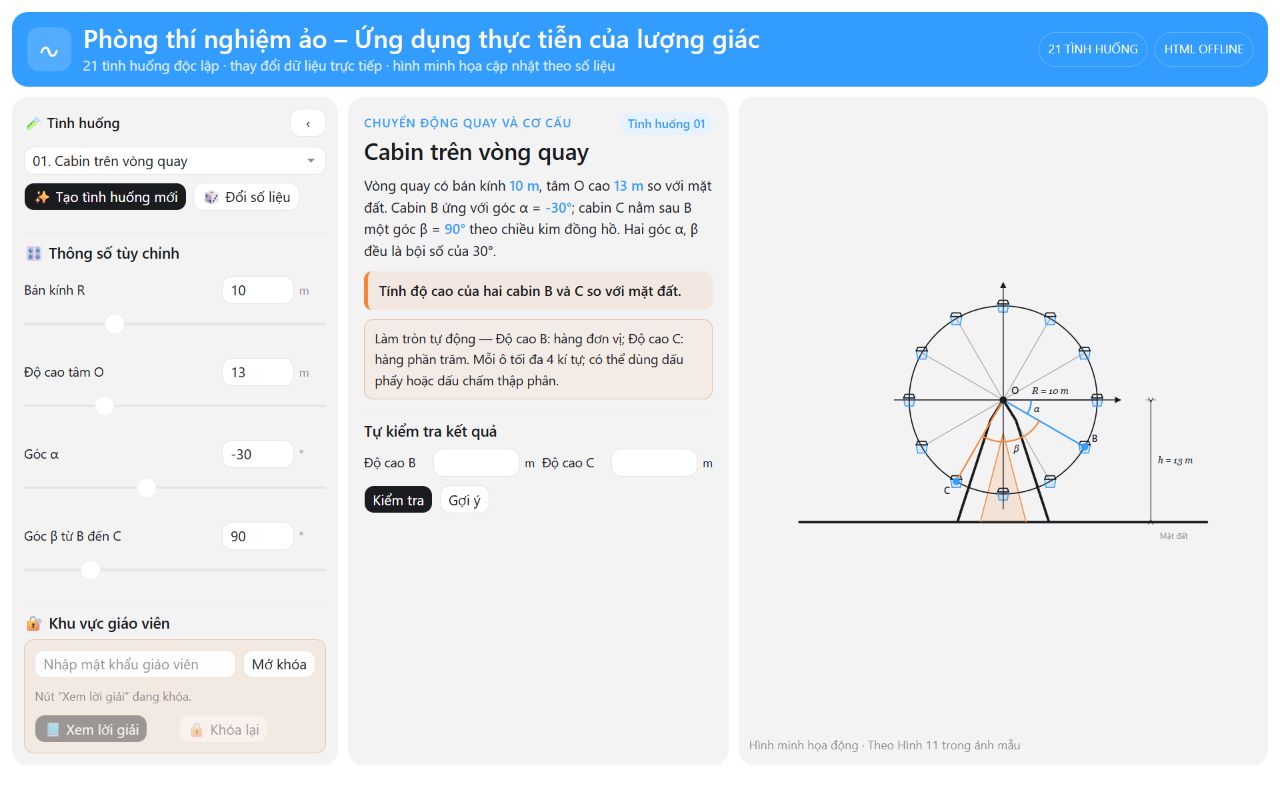 Phòng thí nghiệm ảo – Ứng dụng thực tiễn của lượng giác
21 tình huống độc lập · thay đổi dữ liệu trực tiếp · hình minh họa cập nhật theo số liệu
21 TÌNH HUỐNG
HTML OFFLINE
Tình huống
‹
01. Cabin trên vòng quay
Tạo tình huống mới
Đổi số liệu
Thông số tùy chỉnh
Bán kính R 10 m
Độ cao tâm O 13 m
Góc α -30 °
Góc β từ B đến C 90 °
Khu vực giáo viên
Nhập mật khẩu giáo viên
Mở khóa
Nút "Xem lời giải" đang khóa.
Xem lời giải
Khóa lại
CHUYỂN ĐỘNG QUAY VÀ CƠ CẤU
Tình huống 01
Cabin trên vòng quay
Vòng quay có bán kính 10 m, tâm O cao 13 m so với mặt
đất. Cabin B ứng với góc α = -30°; cabin C nằm sau B
một góc β = 90° theo chiều kim đồng hồ. Hai góc α, β
đều là bội số của 30°.
Tính độ cao của hai cabin B và C so với mặt đất.
Làm tròn tự động — Độ cao B: hàng đơn vị; Độ cao C:
hàng phần trăm. Mỗi ô tối đa 4 kí tự; có thể dùng dấu
phẩy hoặc dấu chấm thập phân.
Tự kiểm tra kết quả
Độ cao B m Độ cao C m
Kiểm tra
Gợi ý
O
R = 10 m
α
B
β
C
h = 13 m
Mặt đất
Hình minh họa động · Theo Hình 11 trong ảnh mẫu